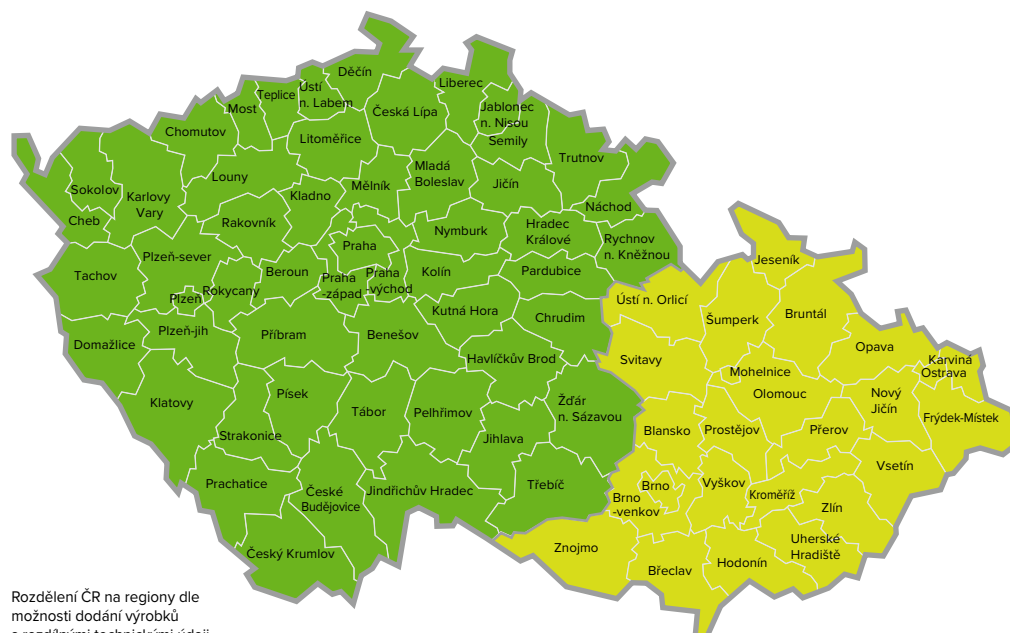 Děčín
Liberec
Ústí
n. Labem
Teplice
Most
Česká Lípa
Jablonec
n. Nisou
Semily
Chomutov
Litoměřice
Trutnov
Louny
Mladá
Boleslav
Jičín
Mělník
Kladno
Sokolov
Karlovy
Vary
Cheb
Rakovník
Náchod
Nymburk
Hradec
Králové
Rychnov
n. Kněžnou
Praha
Plzeň-sever
Tachov
Beroun
Praha
-západ
Praha
-východ
Kolín
Pardubice
Jeseník
Plzeň
Rokycany
Ústí n. Orlicí
Kutná Hora
Chrudim
Šumperk
Bruntál
Plzeň-jih
Příbram
Benešov
Domažlice
Havlíčkův Brod
Svitavy
Opava
Karviná
Ostrava
Mohelnice
Olomouc
Nový
Jičín
Klatovy
Písek
Tábor
Pelhřimov
Žďár
n. Sázavou
Frýdek-Místek
Strakonice
Jihlava
Blansko
Prostějov
Přerov
Vsetín
Prachatice
České
Budějovice
Jindřichův Hradec
Třebíč
Brno
Brno
-venkov
Vyškov
Kroměříž
Zlín
Český Krumlov
Znojmo
Břeclav
Hodonín
Uherské
Hradiště
Rozdělení ČR na regiony dle
možnosti dodání výrobků
s rozdílnými technickými údaji